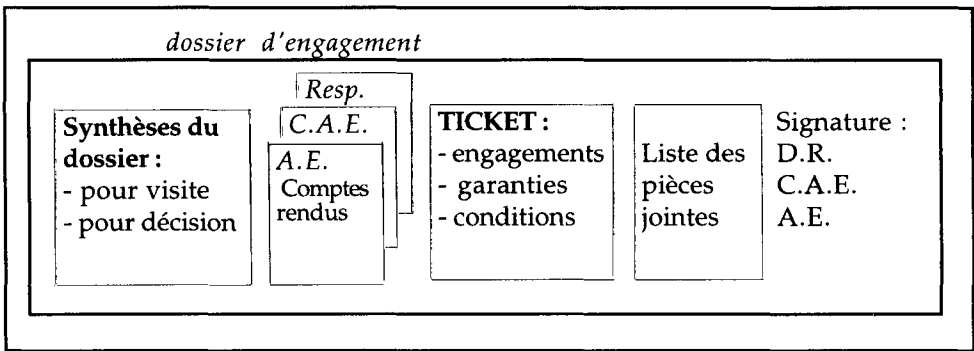 dossier d'engagement
Synthèses du
dossier :
- pour visite
- pour décision
Resp.
C.A.E.
A.E.
Comptes
rendus
TICKET :
- engagements
- garanties
- conditions
Liste des
pièces
jointes
Signature :
D.R.
C.A.E.
A.E.